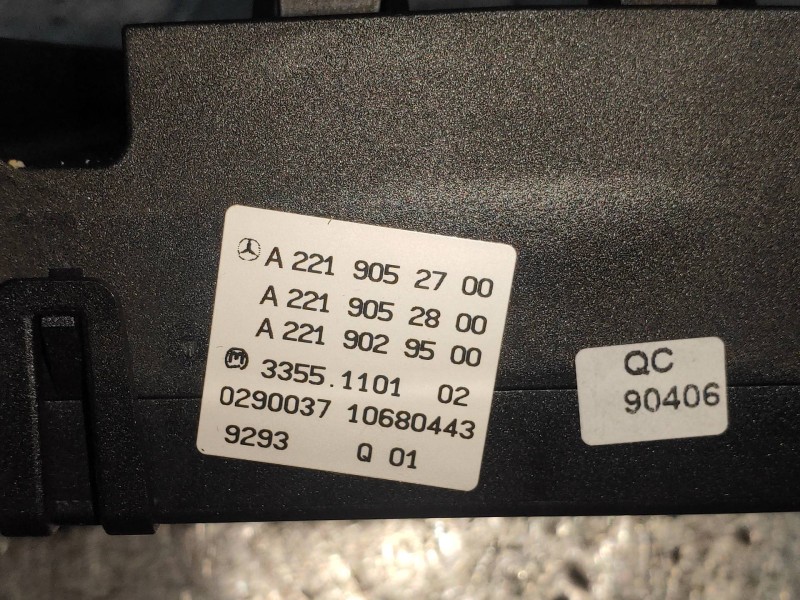 A 221 905 27 00
A 221 905 28 00
A 221 902 95 00
M 3355.1101 02
0290037 10680443
9293 Q 01
QC
90406